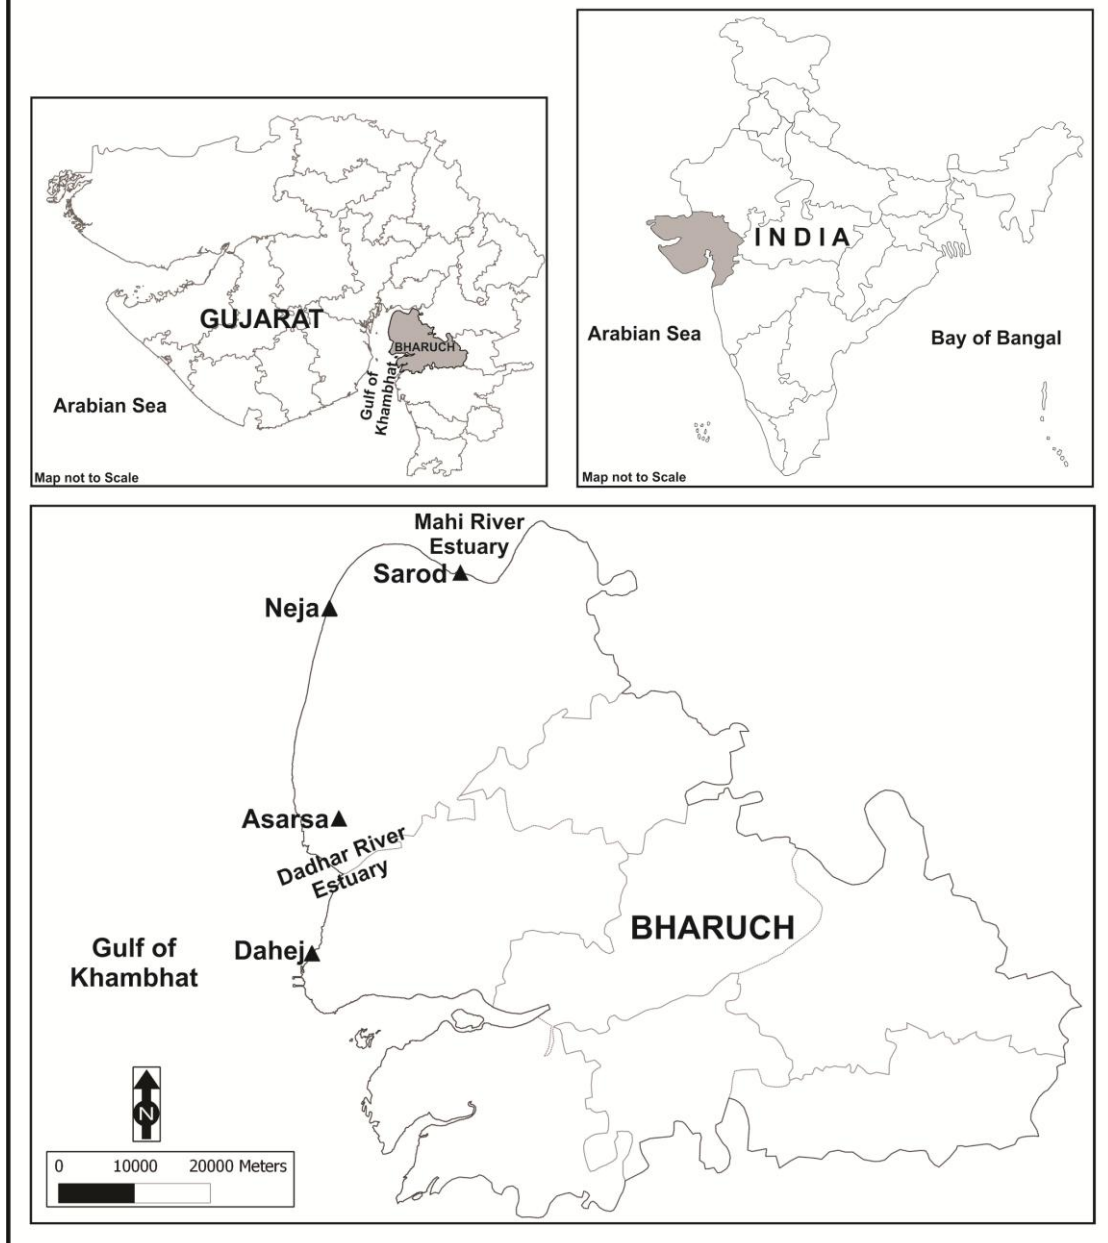 GUJARAT
BHARUCH
Gulf of
Khambhat
Arabian Sea
Map not to Scale
INDIA
Arabian Sea
Bay of Bangal
Map not to Scale
Mahi River
Estuary
Sarod
Neja
Asarsa
Dadhar River
Estuary
BHARUCH
Gulf of
Khambhat
Dahej
N
0 10000 20000 Meters